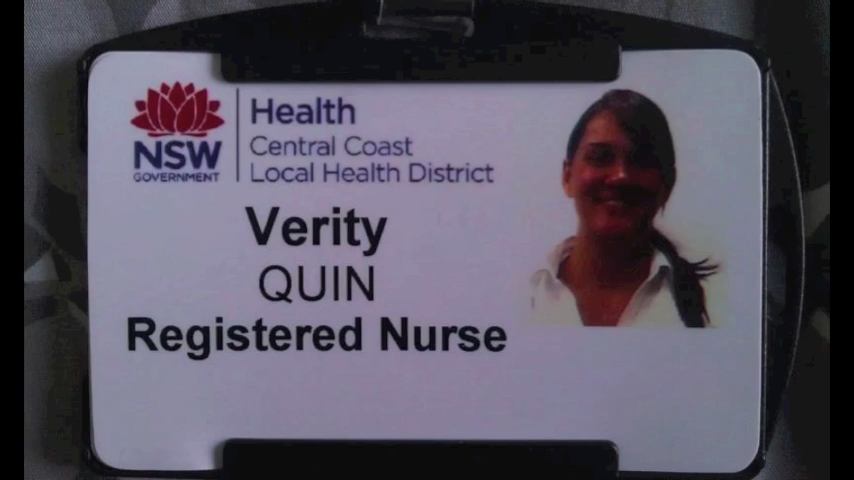 NSW
GOVERNMENT
Health
Central Coast
Local Health District
Verity
QUIN
Registered Nurse